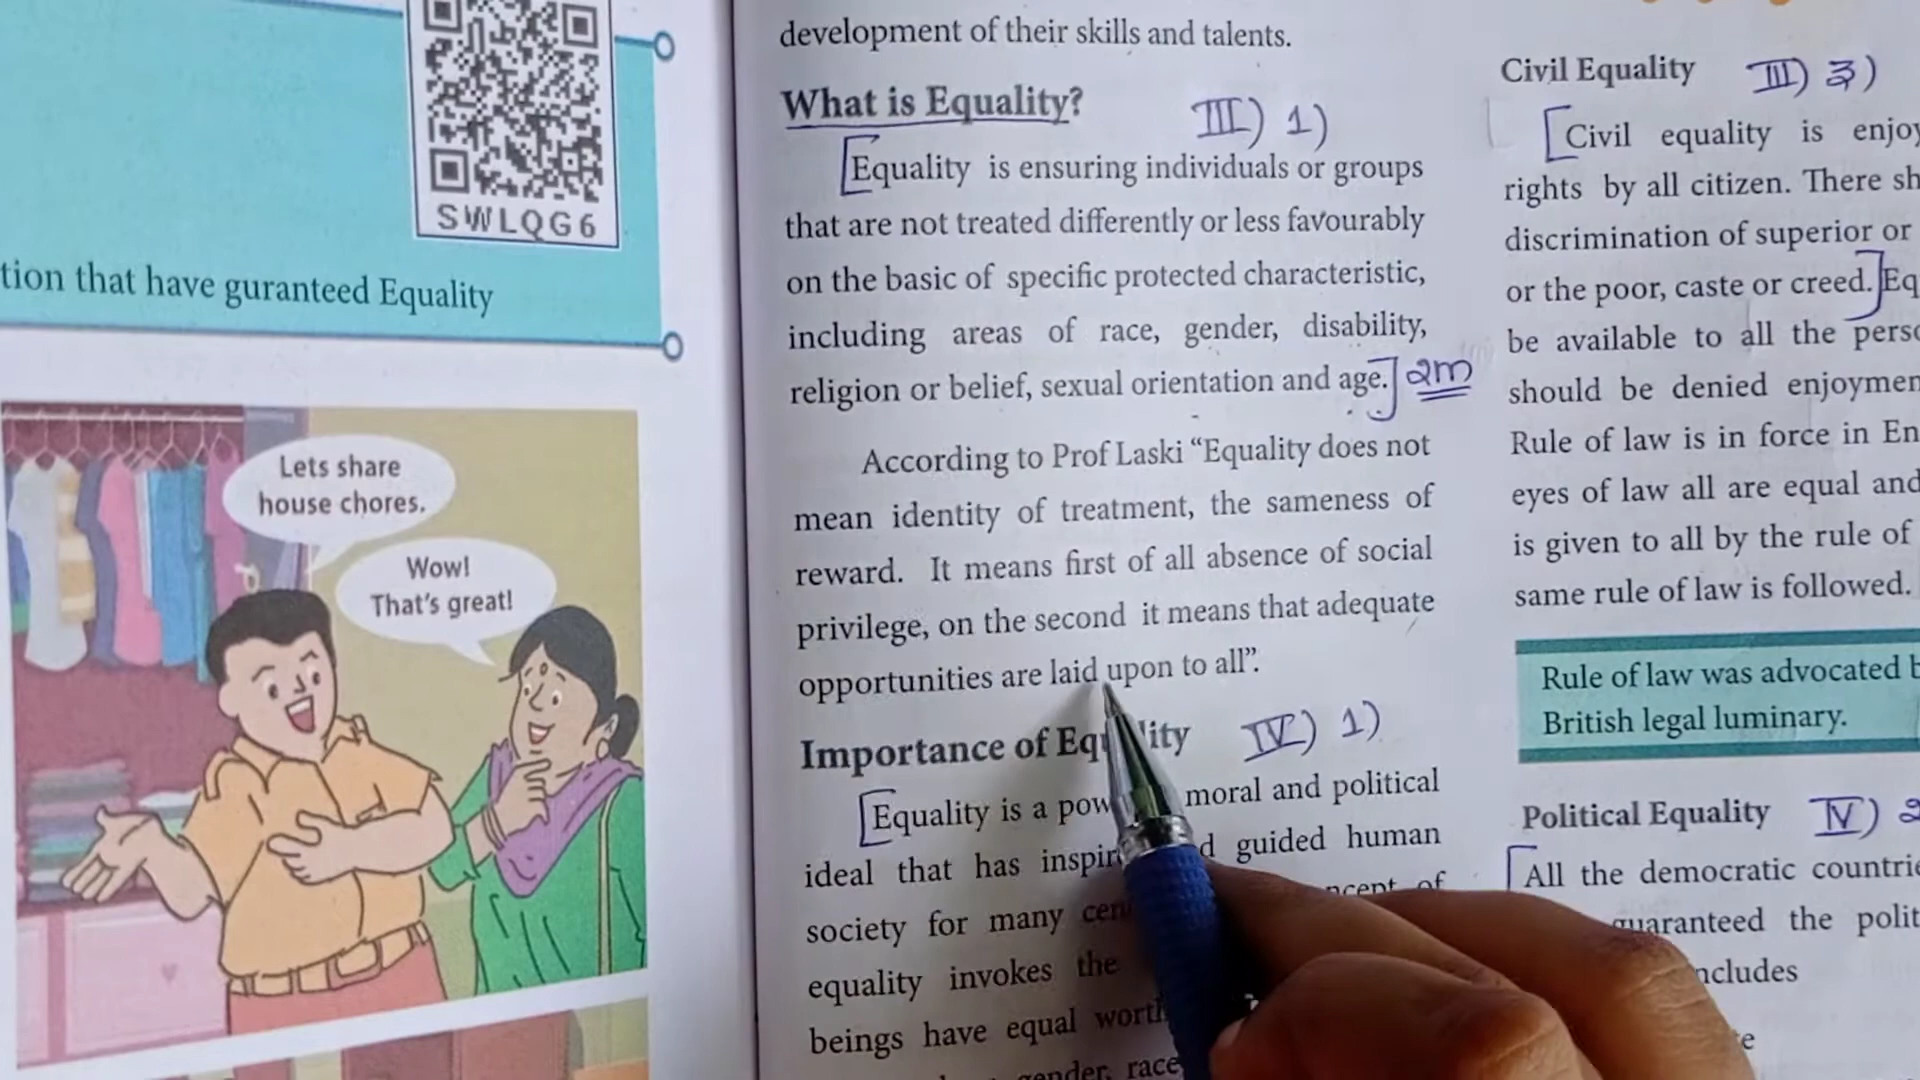 SWLQG6
tion that have guranteed Equality
Lets share
house chores.
Wow!
That's great!
development of their skills and talents.
What is Equality? III) 1)
Equality is ensuring individuals or groups
that are not treated differently or less favourably
on the basic of specific protected characteristic,
including areas of race, gender, disability,
religion or belief, sexual orientation and age. 2m
According to Prof Laski “Equality does not
mean identity of treatment, the sameness of
reward. It means first of all absence of social
privilege, on the second it means that adequate
opportunities are laid upon to all”.
Importance of Equ ity IV) 1)
Equality is a pow moral and political
ideal that has inspir d guided human
society for many cen ncept of
equality invokes the
beings have equal worth
gender, race
Civil Equality III) 3)
Civil equality is enjoy
rights by all citizen. There sh
discrimination of superior or
or the poor, caste or creed. Eq
be available to all the perso
should be denied enjoymen
Rule of law is in force in En
eyes of law all are equal and
is given to all by the rule of
same rule of law is followed.
Rule of law was advocated b
British legal luminary.
Political Equality IV) 2
All the democratic countrie
guaranteed the polit
ncludes
e